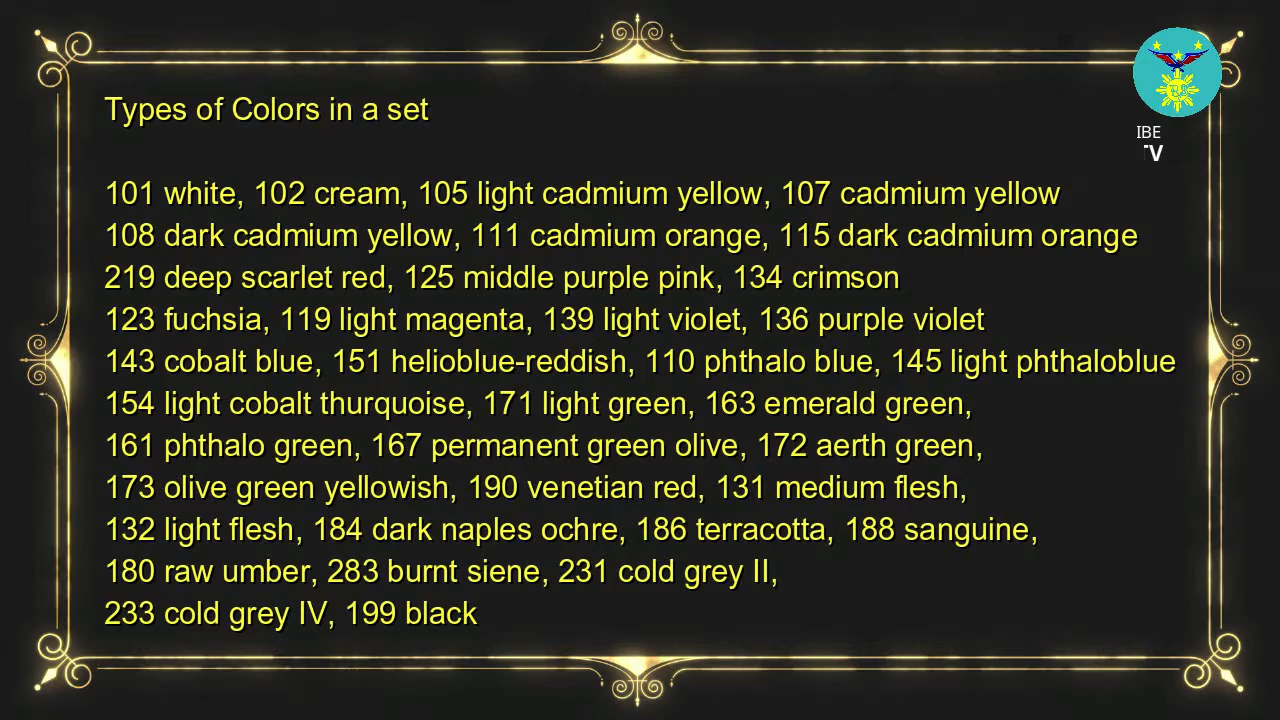 Types of Colors in a set
IBE
TV
101 white, 102 cream, 105 light cadmium yellow, 107 cadmium yellow
108 dark cadmium yellow, 111 cadmium orange, 115 dark cadmium orange
219 deep scarlet red, 125 middle purple pink, 134 crimson
123 fuchsia, 119 light magenta, 139 light violet, 136 purple violet
143 cobalt blue, 151 helioblue-reddish, 110 phthalo blue, 145 light phthaloblue
154 light cobalt thurquoise, 171 light green, 163 emerald green,
161 phthalo green, 167 permanent green olive, 172 aerth green,
173 olive green yellowish, 190 venetian red, 131 medium flesh,
132 light flesh, 184 dark naples ochre, 186 terracotta, 188 sanguine,
180 raw umber, 283 burnt siene, 231 cold grey II,
233 cold grey IV, 199 black